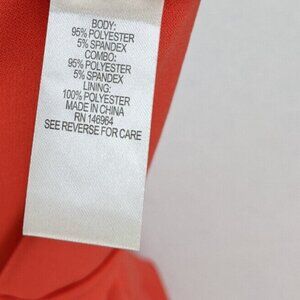 BODY:
95% POLYESTER
5% SPANDEX
COMBO:
95% POLYESTER
5% SPANDEX
LINING:
100% POLYESTER
MADE IN CHINA
RN 146964
SEE REVERSE FOR CARE